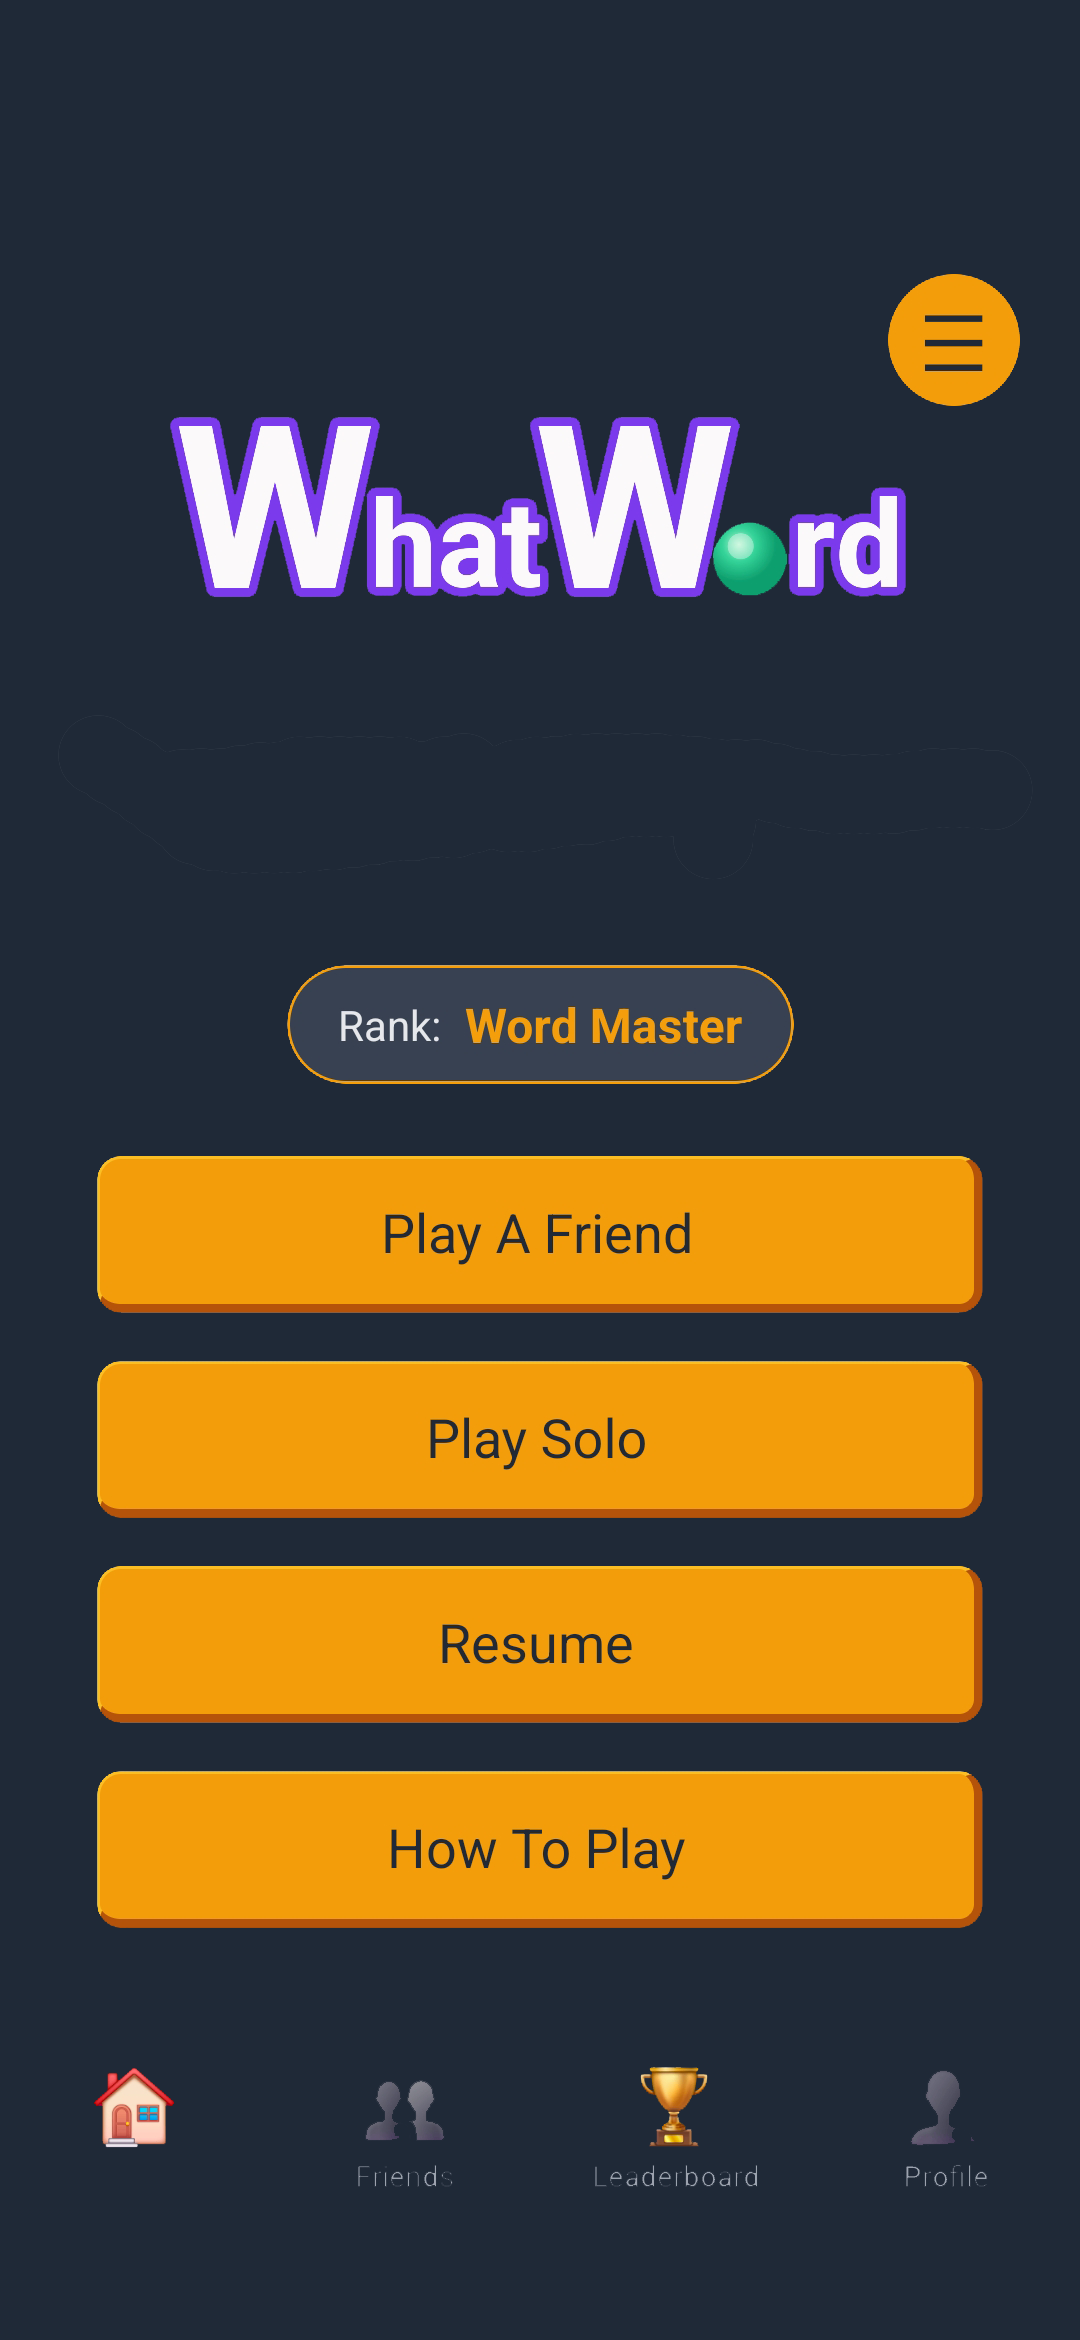 WhatWord
Rank: Word Master
Play A Friend
Play Solo
Resume
How To Play
Friends
Leaderboard
Profile